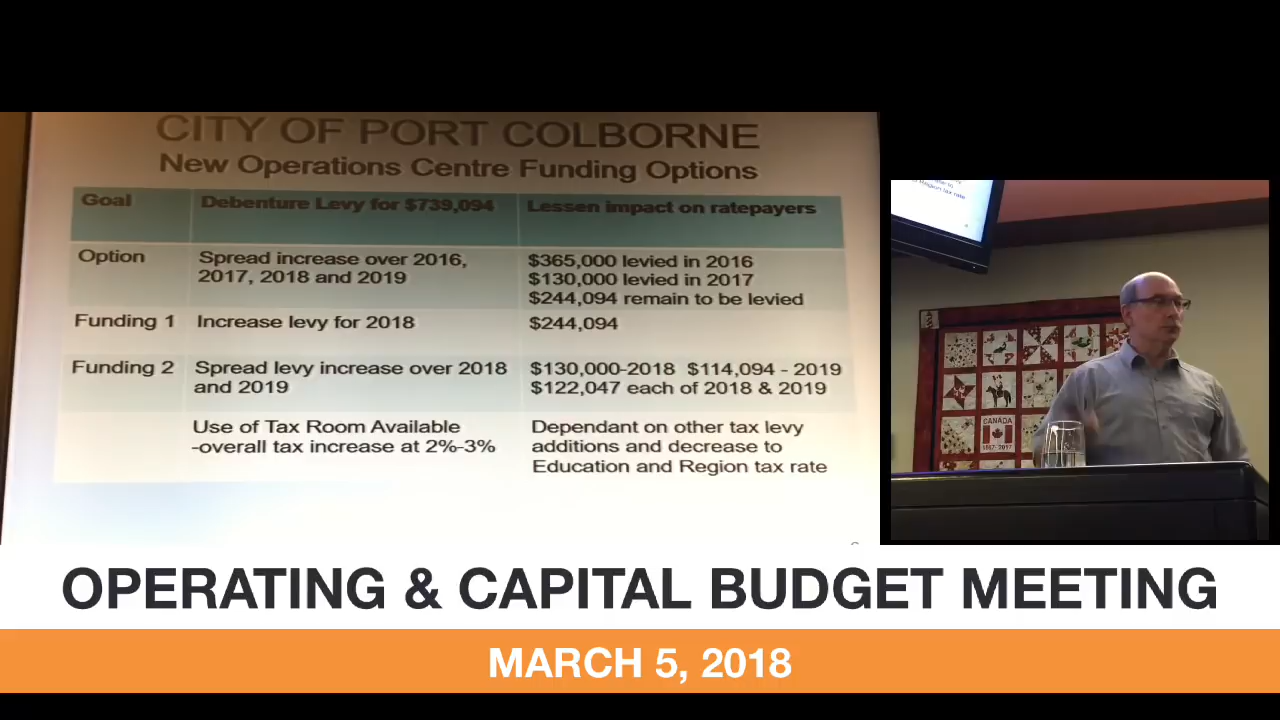 CITY OF PORT COLBORNE
New Operations Centre Funding Options
Goal
Debenture Levy for $739,094
Lessen impact on ratepayers
Option
Spread increase over 2016,
2017, 2018 and 2019
$365,000 levied in 2016
$130,000 levied in 2017
$244,094 remain to be levied
Funding 1
Increase levy for 2018
$244,094
Funding 2
Spread levy increase over 2018
and 2019
$130,000-2018 $114,094 - 2019
$122,047 each of 2018 & 2019
Use of Tax Room Available
-overall tax increase at 2%-3%
Dependant on other tax levy
additions and decrease to
Education and Region tax rate
Region tax rate
CANADA
1867-2017
OPERATING & CAPITAL BUDGET MEETING
MARCH 5, 2018